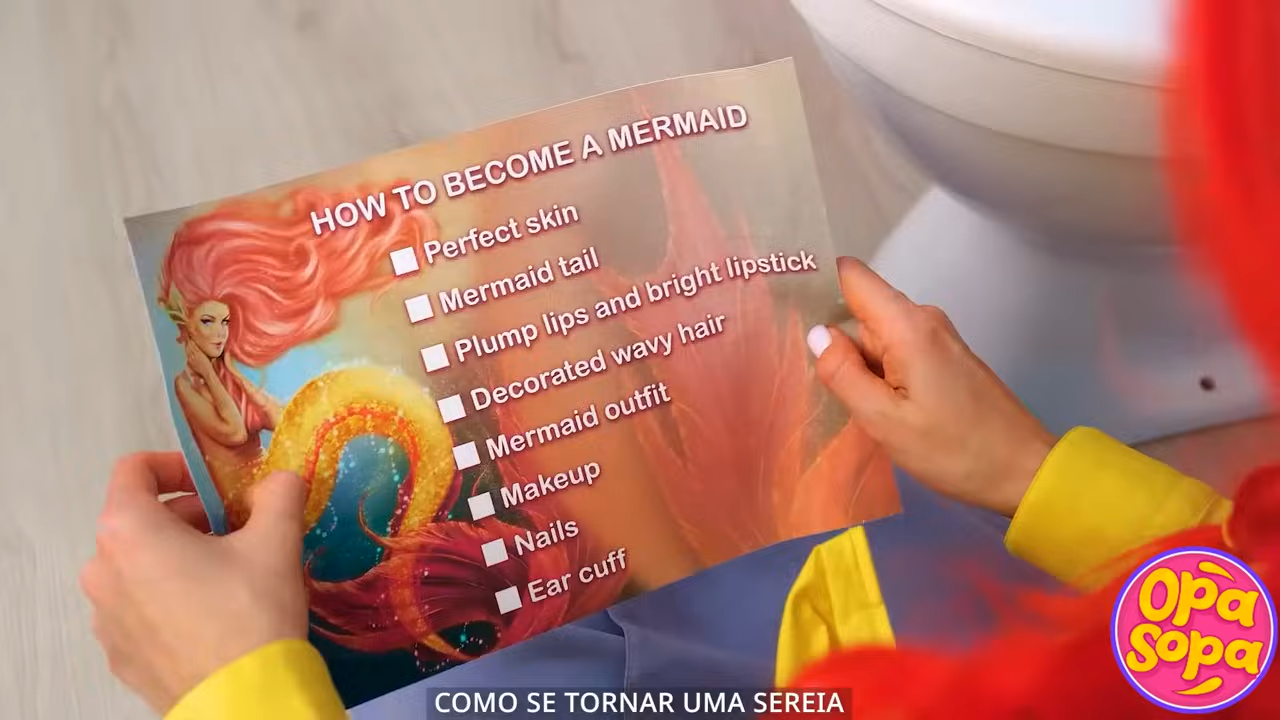 HOW TO BECOME A MERMAID
Perfect skin
Mermaid tail
Plump lips and bright lipstick
Decorated wavy hair
Mermaid outfit
Makeup
Nails
Ear cuff
Opa
Sopa
COMO SE TORNAR UMA SEREIA